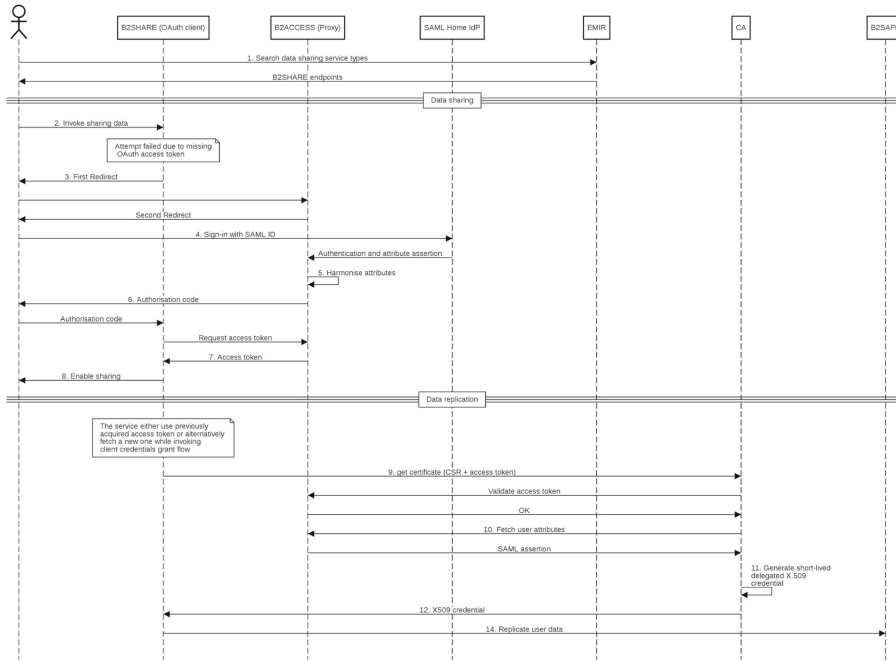 B2SHARE (OAuth client)
B2ACCESS (Proxy)
SAML Home IdP
EMIR
CA
B2SAFE
1. Search data sharing service types
B2SHARE endpoints
Data sharing
2. Invoke sharing data
Attempt failed due to missing
OAuth access token
3. First Redirect
Second Redirect
4. Sign-in with SAML ID
Authentication and attribute assertion
5. Harmonise attributes
6. Authorisation code
Authorisation code
Request access token
7. Access token
8. Enable sharing
Data replication
The service either use previously
acquired access token or alternatively
fetch a new one while invoking
client credentials grant flow
9. get certificate (CSR + access token)
Validate access token
OK
10. Fetch user attributes
SAML assertion
11. Generate short-lived
delegated X.509
credential
12. X509 credential
14. Replicate user data